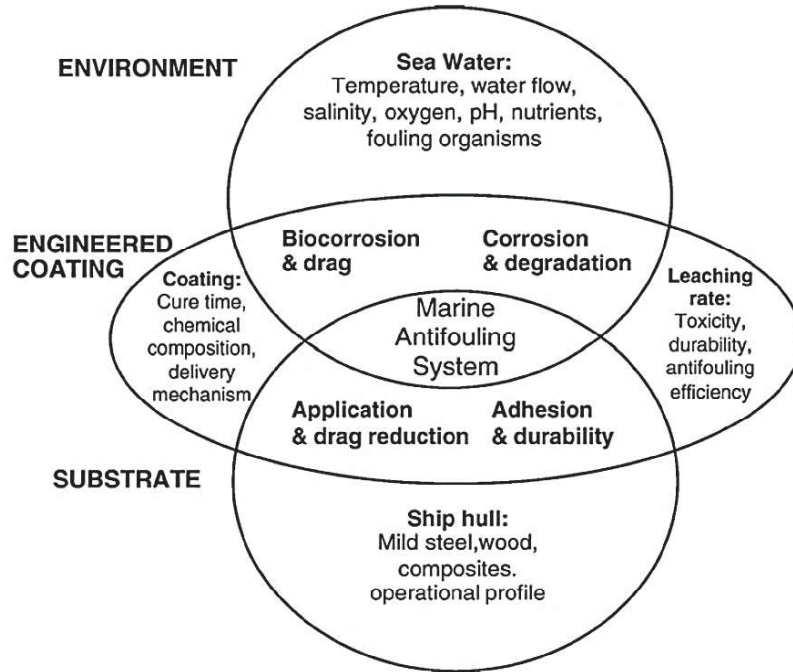 ENVIRONMENT
Sea Water:
Temperature, water flow,
salinity, oxygen, pH, nutrients,
fouling organisms
ENGINEERED
COATING
Biocorrosion
& drag
Corrosion
& degradation
Coating:
Cure time,
chemical
composition,
delivery
mechanism
Leaching
rate:
Toxicity,
durability,
antifouling
efficiency
Marine
Antifouling
System
Application
& drag reduction
Adhesion
& durability
SUBSTRATE
Ship hull:
Mild steel,wood,
composites.
operational profile